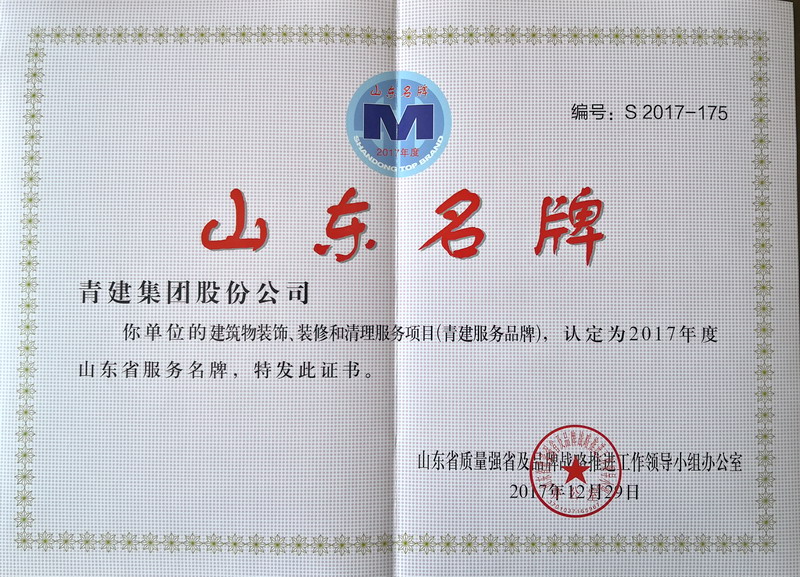 山东名牌
M
2017年度
SHANDONG TOP BRAND
编号：S 2017-175
山东名牌
青建集团股份公司
你单位的建筑物装饰、装修和清理服务项目(青建服务品牌)，认定为2017年度
山东省服务名牌，特发此证书。
山东省质量强省及品牌战略推进工作领导小组办公室
2017年12月29日